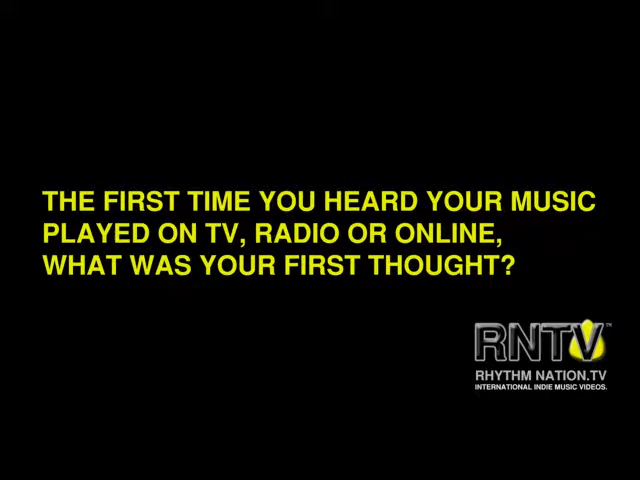 THE FIRST TIME YOU HEARD YOUR MUSIC
PLAYED ON TV, RADIO OR ONLINE,
WHAT WAS YOUR FIRST THOUGHT?
RNTV™
RHYTHM NATION.TV
INTERNATIONAL INDIE MUSIC VIDEOS.